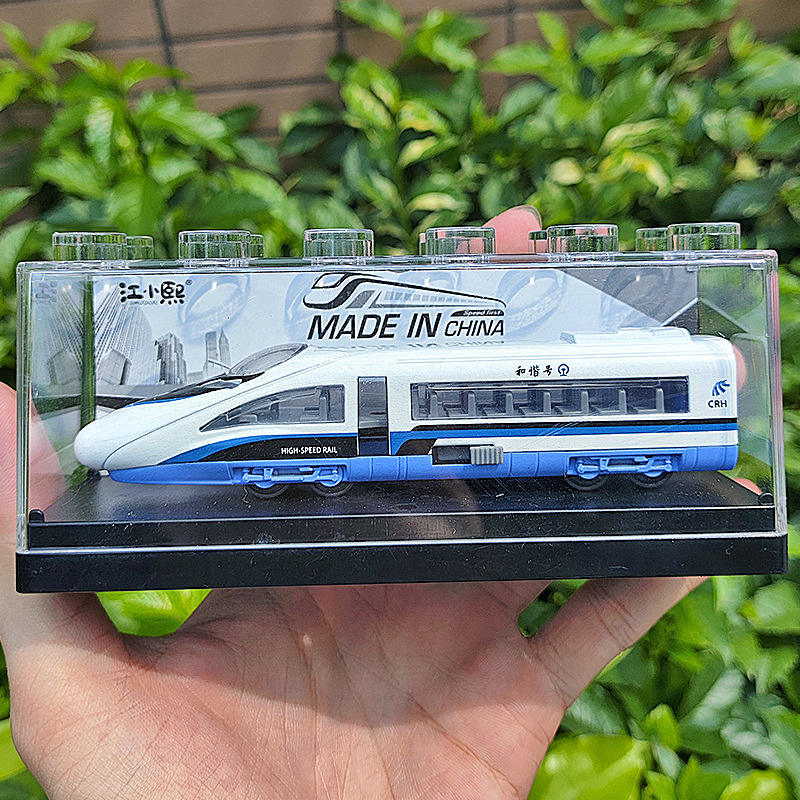 江小熙®
Speed first
MADE IN CHINA
和谐号
CRH
HIGH-SPEED RAIL